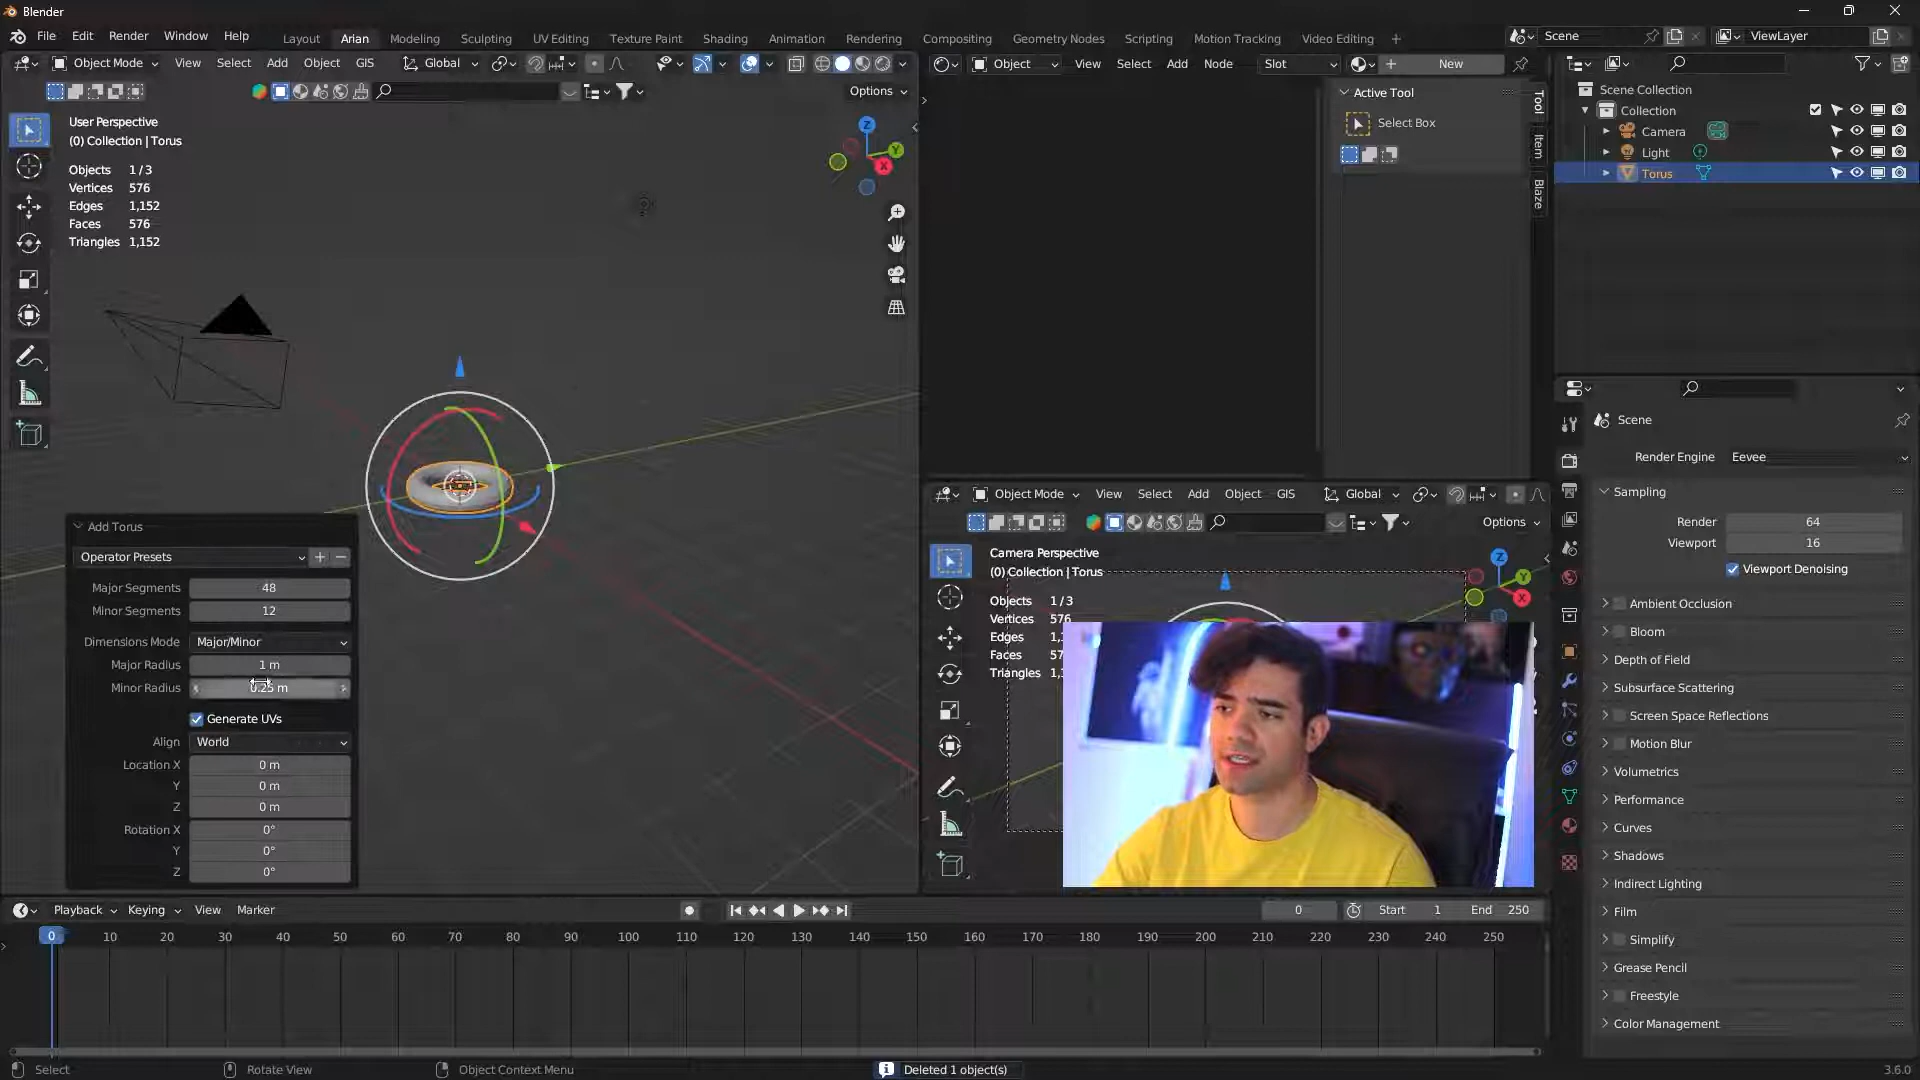 Blender
File Edit Render Window Help Layout Arian Modeling Sculpting UV Editing Texture Paint Shading Animation Rendering Compositing Geometry Nodes Scripting Motion Tracking Video Editing + Scene ViewLayer
Object Mode View Select Add Object GIS Global
Options
User Perspective
(0) Collection | Torus
Objects 1 / 3
Vertices 576
Edges 1,152
Faces 576
Triangles 1,152
Z
Y
X
Add Torus
Operator Presets
Major Segments 48
Minor Segments 12
Dimensions Mode Major/Minor
Major Radius 1 m
Minor Radius 0.25 m
Generate UVs
Align World
Location X 0 m
Y 0 m
Z 0 m
Rotation X 0°
Y 0°
Z 0°
Object View Select Add Node Slot New
Active Tool
Select Box
Tool
Item
Blaze
Object Mode View Select Add Object GIS Global
Options
Camera Perspective
(0) Collection | Torus
Objects 1 / 3
Vertices 576
Edges 1,1
Faces 57
Triangles 1,1
Z
Y
X
Scene Collection
Collection
Camera
Light
Torus
Scene
Render Engine Eevee
Sampling
Render 64
Viewport 16
Viewport Denoising
Ambient Occlusion
Bloom
Depth of Field
Subsurface Scattering
Screen Space Reflections
Motion Blur
Volumetrics
Performance
Curves
Shadows
Indirect Lighting
Film
Simplify
Grease Pencil
Freestyle
Color Management
Playback Keying View Marker 0 Start 1 End 250
0 10 20 30 40 50 60 70 80 90 100 110 120 130 140 150 160 170 180 190 200 210 220 230 240 250
Select Rotate View Object Context Menu Deleted 1 object(s) 3.6.0